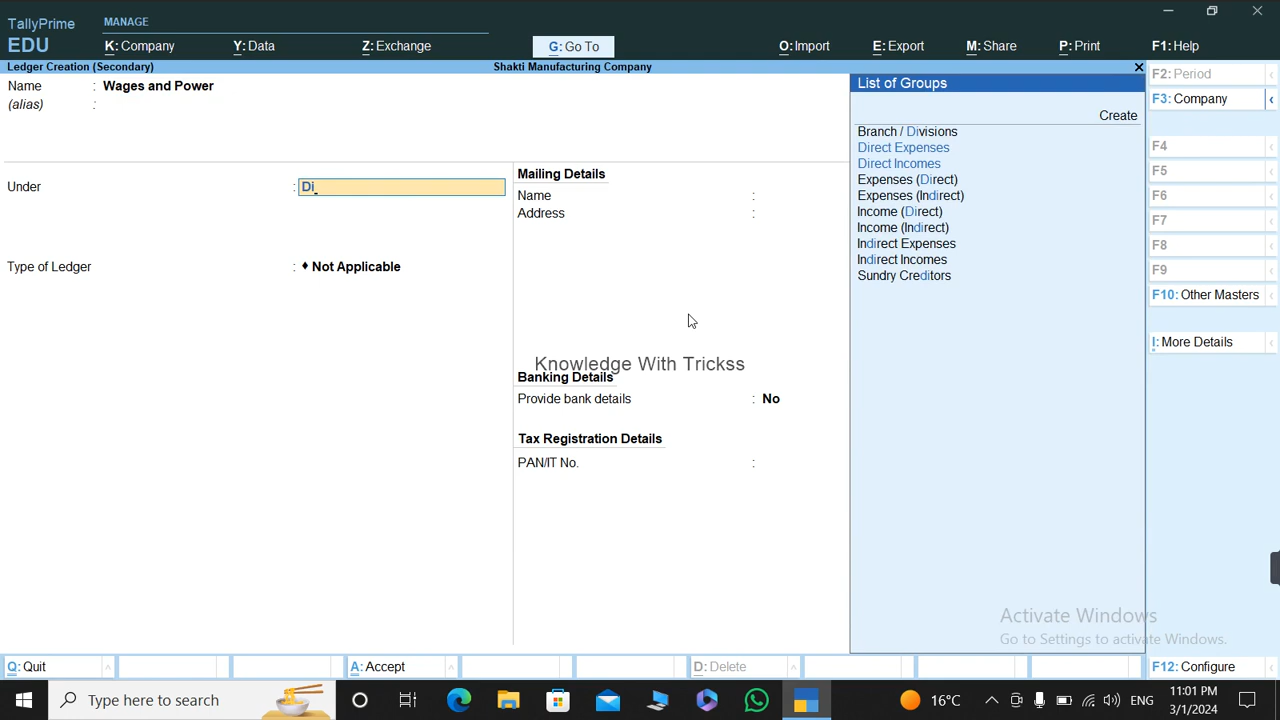 TallyPrime
EDU
MANAGE
K: Company
Y: Data
Z: Exchange
G: Go To
O: Import
E: Export
M: Share
P: Print
F1: Help
Ledger Creation (Secondary)
Shakti Manufacturing Company
Name : Wages and Power
(alias) :
Under : Di
Type of Ledger : ♦ Not Applicable
Mailing Details
Name :
Address :
Knowledge With Trickss
Banking Details
Provide bank details : No
Tax Registration Details
PAN/IT No. :
List of Groups
Create
Branch / Divisions
Direct Expenses
Direct Incomes
Expenses (Direct)
Expenses (Indirect)
Income (Direct)
Income (Indirect)
Indirect Expenses
Indirect Incomes
Sundry Creditors
F2: Period
F3: Company
F4
F5
F6
F7
F8
F9
F10: Other Masters
I: More Details
Activate Windows
Go to Settings to activate Windows.
Q: Quit
A: Accept
D: Delete
F12: Configure
Type here to search
16°C
ENG
11:01 PM
3/1/2024